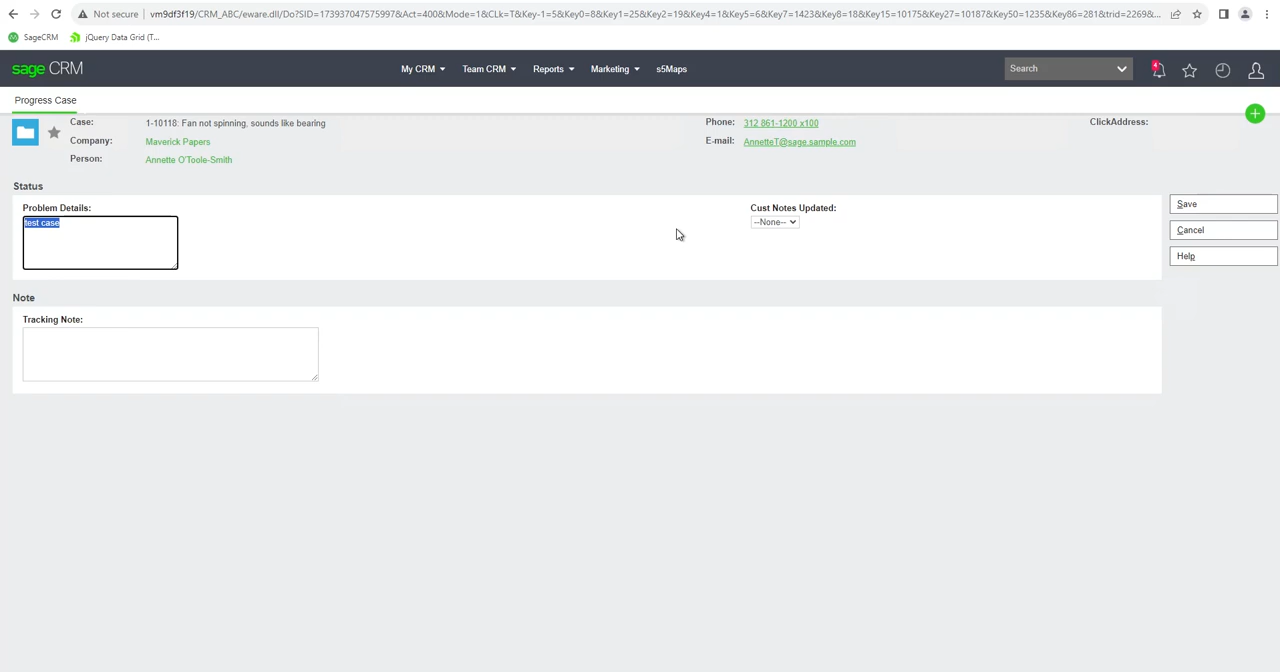 Not secure | vm9df3f19/CRM_ABC/eware.dll/Do?SID=173937047575997&Act=400&Mode=1&CLk=T&Key-1=5&Key0=8&Key1=25&Key2=19&Key4=1&Key5=6&Key7=1423&Key8=18&Key15=10175&Key27=10187&Key50=1235&Key86=281&trid=2269&...
SageCRM jQuery Data Grid (T...
sage CRM My CRM Team CRM Reports Marketing s5Maps Search 4
Progress Case
Case: 1-10118: Fan not spinning, sounds like bearing Phone: 312 861-1200 x100 ClickAddress:
Company: Maverick Papers E-mail: AnnetteT@sage.sample.com
Person: Annette O'Toole-Smith
Status
Problem Details: Cust Notes Updated: Save
test case --None--
Cancel
Help
Note
Tracking Note: